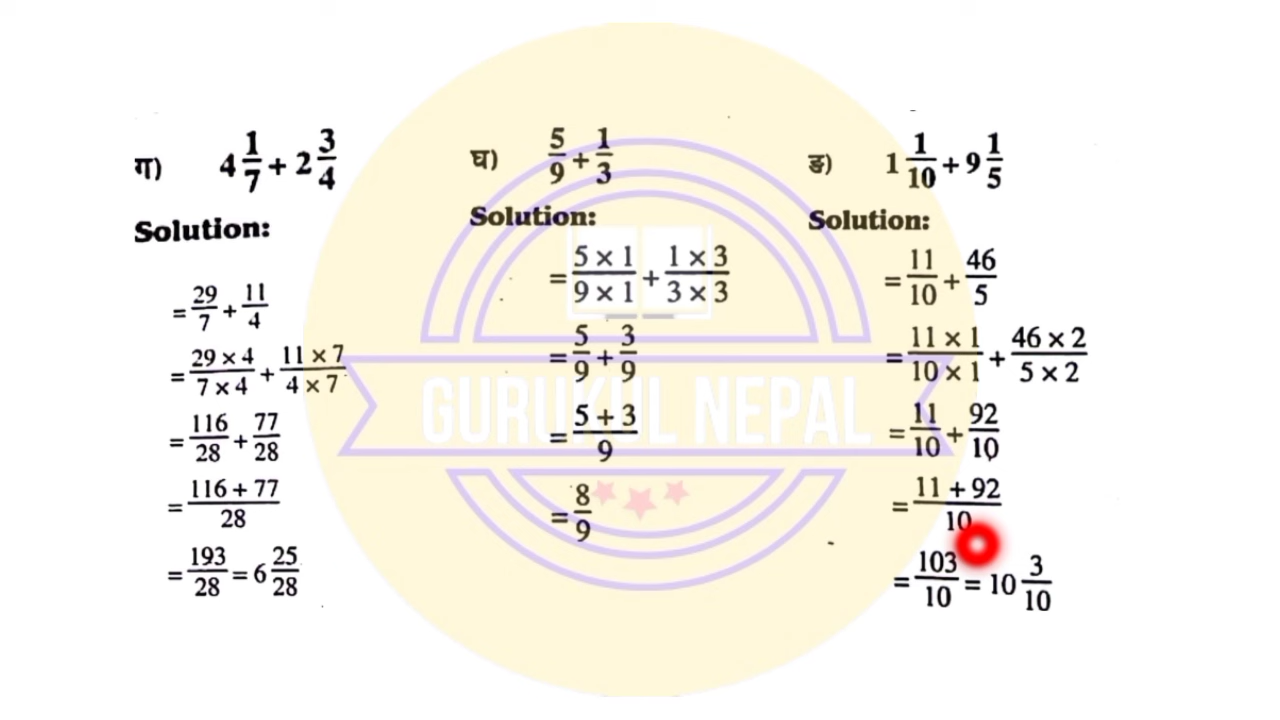 ग) 4 1/7 + 2 3/4
Solution:
= 29/7 + 11/4
= 29 × 4/7 × 4 + 11 × 7/4 × 7
= 116/28 + 77/28
= 116 + 77/28
= 193/28 = 6 25/28
घ) 5/9 + 1/3
Solution:
= 5 × 1/9 × 1 + 1 × 3/3 × 3
= 5/9 + 3/9
= 5 + 3/9
= 8/9
ङ) 1 1/10 + 9 1/5
Solution:
= 11/10 + 46/5
= 11 × 1/10 × 1 + 46 × 2/5 × 2
= 11/10 + 92/10
= 11 + 92/10
= 103/10 = 10 3/10
GURUKUL NEPAL